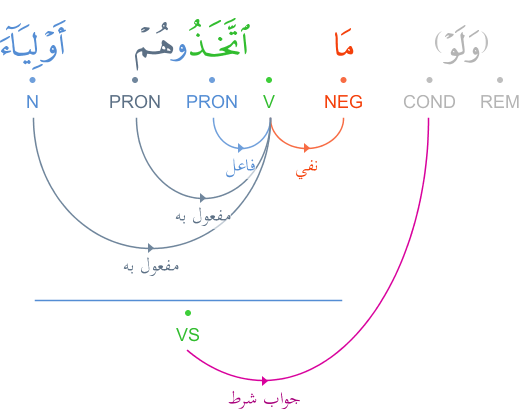 (وَلَوْ) مَا ٱتَّخَذُوهُمْ أَوْلِيَآءَ
REM COND NEG V PRON PRON N
فاعل نفي
مفعول به
مفعول به
VS
جواب شرط